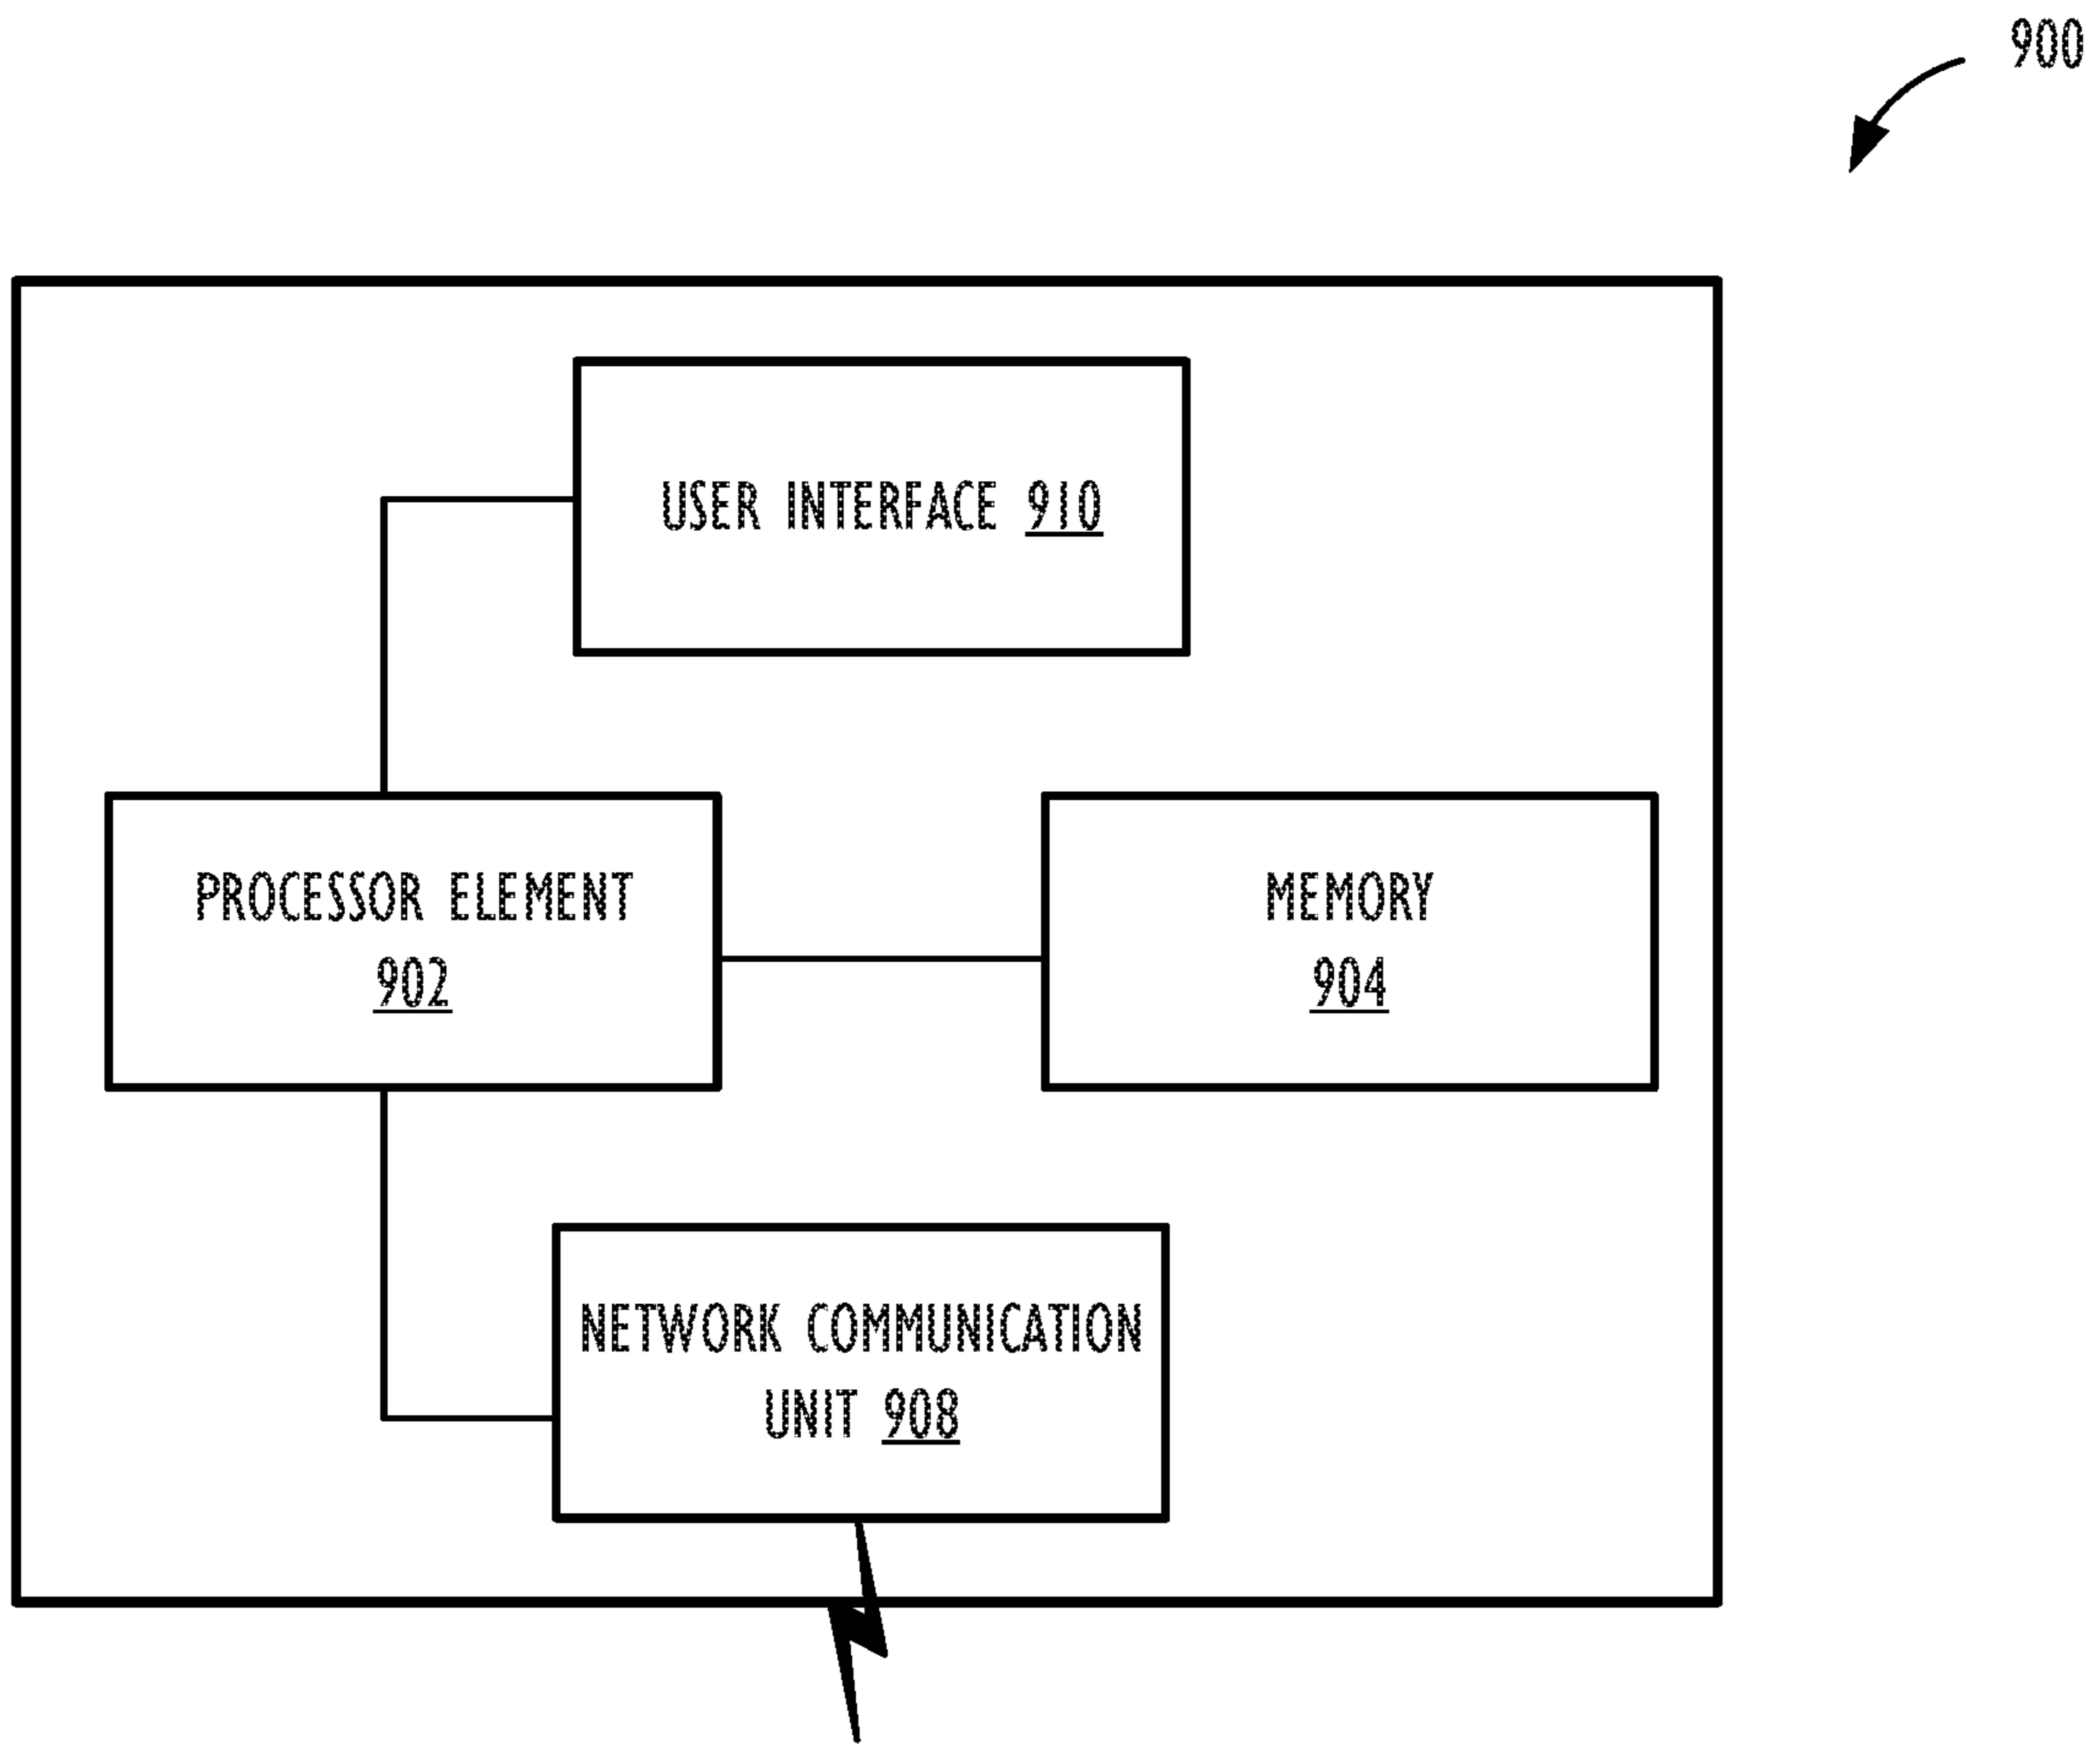 900
USER INTERFACE 910
PROCESSOR ELEMENT
902
MEMORY
904
NETWORK COMMUNICATION
UNIT 908